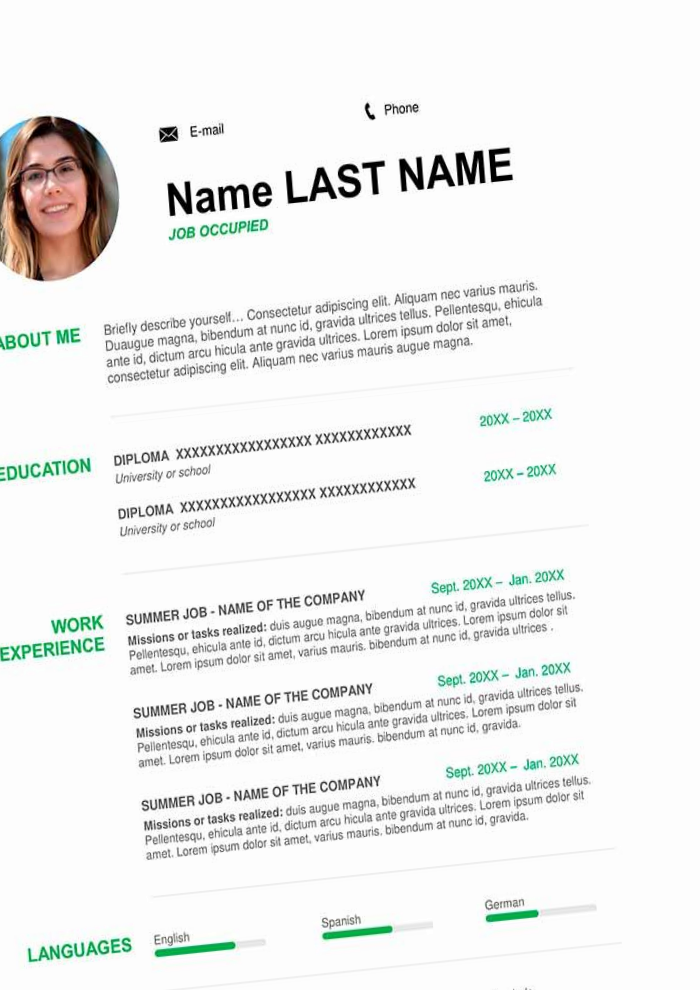 E-mail
Phone
Name LAST NAME
JOB OCCUPIED
ABOUT ME
Briefly describe yourself… Consectetur adipiscing elit. Aliquam nec varius mauris.
Duaugue magna, bibendum at nunc id, gravida ultrices tellus. Pellentesqu, ehicula
ante id, dictum arcu hicula ante gravida ultrices. Lorem ipsum dolor sit amet,
consectetur adipiscing elit. Aliquam nec varius mauris augue magna.
EDUCATION
DIPLOMA XXXXXXXXXXXXXXXXX XXXXXXXXXXXX
20XX – 20XX
University or school
DIPLOMA XXXXXXXXXXXXXXXXX XXXXXXXXXXXX
20XX – 20XX
University or school
WORK
EXPERIENCE
SUMMER JOB - NAME OF THE COMPANY
Sept. 20XX – Jan. 20XX
Missions or tasks realized: duis augue magna, bibendum at nunc id, gravida ultrices tellus.
Pellentesqu, ehicula ante id, dictum arcu hicula ante gravida ultrices. Lorem ipsum dolor sit
amet. Lorem ipsum dolor sit amet, varius mauris. bibendum at nunc id, gravida ultrices .
SUMMER JOB - NAME OF THE COMPANY
Sept. 20XX – Jan. 20XX
Missions or tasks realized: duis augue magna, bibendum at nunc id, gravida ultrices tellus.
Pellentesqu, ehicula ante id, dictum arcu hicula ante gravida ultrices. Lorem ipsum dolor sit
amet. Lorem ipsum dolor sit amet, varius mauris. bibendum at nunc id, gravida.
SUMMER JOB - NAME OF THE COMPANY
Sept. 20XX – Jan. 20XX
Missions or tasks realized: duis augue magna, bibendum at nunc id, gravida ultrices tellus.
Pellentesqu, ehicula ante id, dictum arcu hicula ante gravida ultrices. Lorem ipsum dolor sit
amet. Lorem ipsum dolor sit amet, varius mauris. bibendum at nunc id, gravida.
LANGUAGES
English
Spanish
German